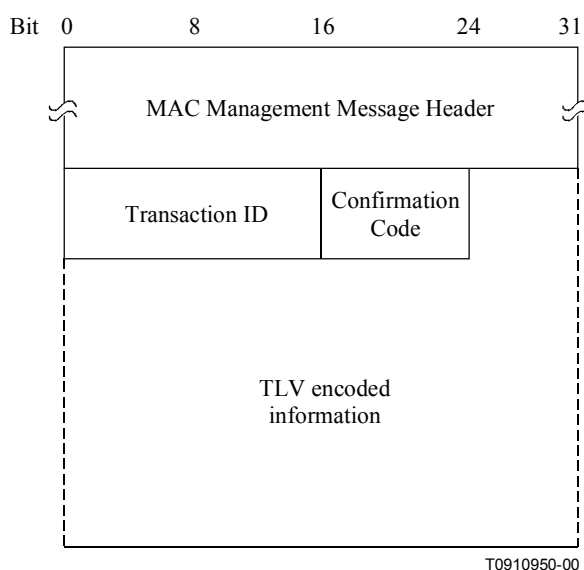 Bit 0 8 16 24 31
MAC Management Message Header
Transaction ID
Confirmation
Code
TLV encoded
information
T0910950-00